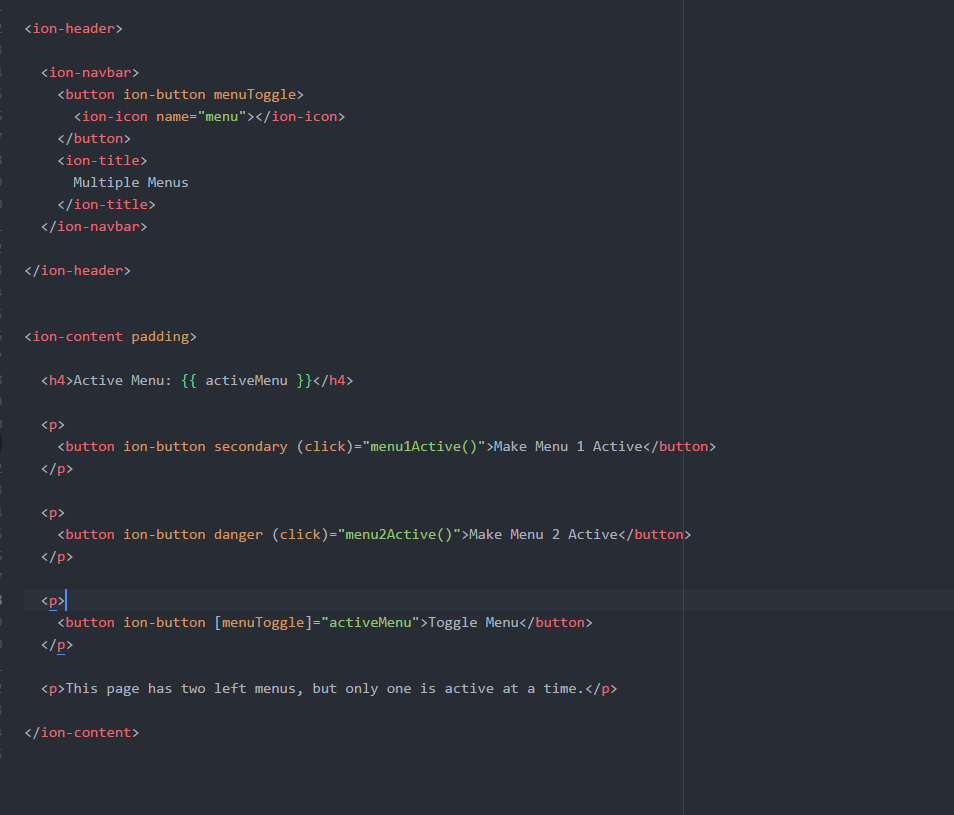 <ion-header>
<ion-navbar>
<button ion-button menuToggle>
<ion-icon name="menu"></ion-icon>
</button>
<ion-title>
Multiple Menus
</ion-title>
</ion-navbar>
</ion-header>
<ion-content padding>
<h4>Active Menu: {{ activeMenu }}</h4>
<p>
<button ion-button secondary (click)="menu1Active()">Make Menu 1 Active</button>
</p>
<p>
<button ion-button danger (click)="menu2Active()">Make Menu 2 Active</button>
</p>
<p>
<button ion-button [menuToggle]="activeMenu">Toggle Menu</button>
</p>
<p>This page has two left menus, but only one is active at a time.</p>
</ion-content>